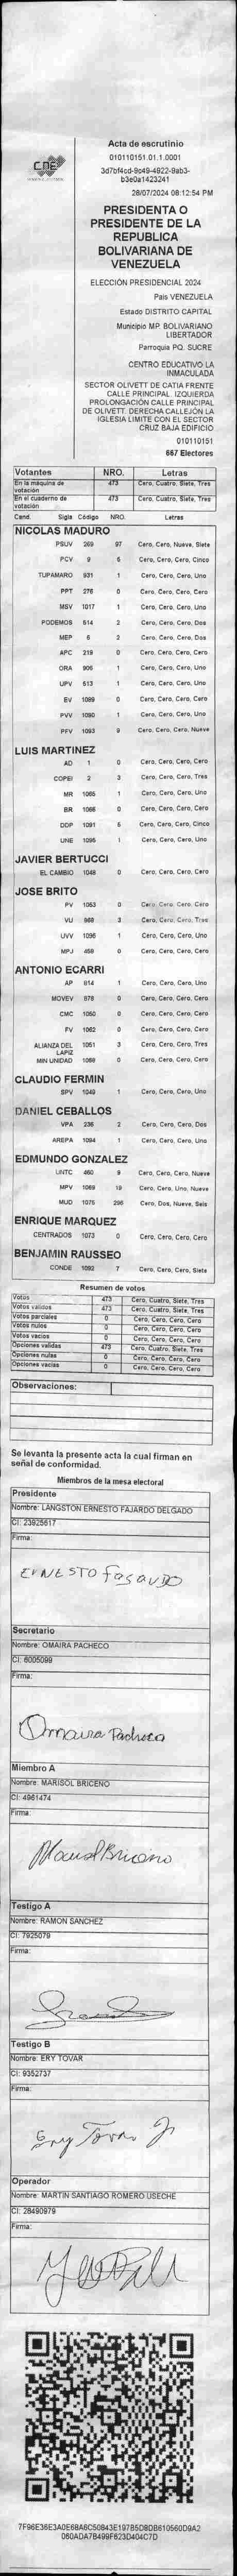 CNE
Acta de escrutinio
010110151.01.1.0001
3d7bf4cd-9c49-4922-9ab3-
b3e0a1423241
28/07/2024 08:12:54 PM
PRESIDENTA O
PRESIDENTE DE LA
REPUBLICA
BOLIVARIANA DE
VENEZUELA
ELECCIÓN PRESIDENCIAL 2024
País VENEZUELA
Estado DISTRITO CAPITAL
Municipio MP. BOLIVARIANO
LIBERTADOR
Parroquia PQ. SUCRE
CENTRO EDUCATIVO LA
INMACULADA
SECTOR OLIVETT DE CATIA FRENTE
CALLE PRINCIPAL. IZQUIERDA
PROLONGACIÓN CALLE PRINCIPAL
DE OLIVETT. DERECHA CALLEJÓN LA
IGLESIA LIMITE CON EL SECTOR
CRUZ BAJA EDIFICIO
010110151
667 Electores
Votantes NRO. Letras
En la máquina de votación 473 Cero, Cuatro, Siete, Tres
En el cuaderno de votación 473 Cero, Cuatro, Siete, Tres
Cand. Sigla Código NRO. Letras
NICOLAS MADURO
PSUV 269 97 Cero, Cero, Nueve, Siete
PCV 9 5 Cero, Cero, Cero, Cinco
TUPAMARO 931 1 Cero, Cero, Cero, Uno
PPT 276 0 Cero, Cero, Cero, Cero
MSV 1017 1 Cero, Cero, Cero, Uno
PODEMOS 514 2 Cero, Cero, Cero, Dos
MEP 6 2 Cero, Cero, Cero, Dos
APC 218 0 Cero, Cero, Cero, Cero
ORA 906 1 Cero, Cero, Cero, Uno
UPV 513 1 Cero, Cero, Cero, Uno
EV 1089 0 Cero, Cero, Cero, Cero
PVV 1090 1 Cero, Cero, Cero, Uno
PFV 1093 9 Cero, Cero, Cero, Nueve
LUIS MARTINEZ
AD 1 0 Cero, Cero, Cero, Cero
COPEI 2 3 Cero, Cero, Cero, Tres
MR 1065 1 Cero, Cero, Cero, Uno
BR 1066 0 Cero, Cero, Cero, Cero
DDP 1091 5 Cero, Cero, Cero, Cinco
UNE 1095 1 Cero, Cero, Cero, Uno
JAVIER BERTUCCI
EL CAMBIO 1048 0 Cero, Cero, Cero, Cero
JOSE BRITO
PV 1053 0 Cero, Cero, Cero, Cero
VU 969 3 Cero, Cero, Cero, Tres
UVV 1096 1 Cero, Cero, Cero, Uno
MPJ 459 0 Cero, Cero, Cero, Cero
ANTONIO ECARRI
AP 814 1 Cero, Cero, Cero, Uno
MOVEV 878 0 Cero, Cero, Cero, Cero
CMC 1050 0 Cero, Cero, Cero, Cero
FV 1062 0 Cero, Cero, Cero, Cero
ALIANZA DEL LAPIZ 1051 3 Cero, Cero, Cero, Tres
MIN UNIDAD 1069 0 Cero, Cero, Cero, Cero
CLAUDIO FERMIN
SPV 1049 1 Cero, Cero, Cero, Uno
DANIEL CEBALLOS
VPA 236 2 Cero, Cero, Cero, Dos
AREPA 1094 1 Cero, Cero, Cero, Uno
EDMUNDO GONZALEZ
UNTC 460 9 Cero, Cero, Cero, Nueve
MPV 1069 19 Cero, Cero, Uno, Nueve
MUD 1075 296 Cero, Dos, Nueve, Seis
ENRIQUE MARQUEZ
CENTRADOS 1073 0 Cero, Cero, Cero, Cero
BENJAMIN RAUSSEO
CONDE 1092 7 Cero, Cero, Cero, Siete
Resumen de votos
Votos 473 Cero, Cuatro, Siete, Tres
Votos válidos 473 Cero, Cuatro, Siete, Tres
Votos parciales 0 Cero, Cero, Cero, Cero
Votos nulos 0 Cero, Cero, Cero, Cero
Votos vacíos 0 Cero, Cero, Cero, Cero
Opciones validas 473 Cero, Cuatro, Siete, Tres
Opciones nulas 0 Cero, Cero, Cero, Cero
Opciones vacías 0 Cero, Cero, Cero, Cero
Observaciones:
Se levanta la presente acta la cual firman en
señal de conformidad.
Miembros de la mesa electoral
Presidente
Nombre: LANGSTON ERNESTO FAJARDO DELGADO
CI: 23925617
Firma:
ERNESTO fajardo
Secretario
Nombre: OMAIRA PACHECO
CI: 6005099
Firma:
Omaira Pacheco
Miembro A
Nombre: MARISOL BRICEÑO
CI: 4961474
Firma:
Marisol Briceño
Testigo A
Nombre: RAMON SANCHEZ
CI: 7925079
Firma:
Testigo B
Nombre: ERY TOVAR
CI: 9352737
Firma:
Ery Tovar
Operador
Nombre: MARTIN SANTIAGO ROMERO USECHE
CI: 26490979
Firma:
7F96E36E3A0E6BA6C50843E197B5D8DB610560D9A2
060ADA7B499F623D404C7D